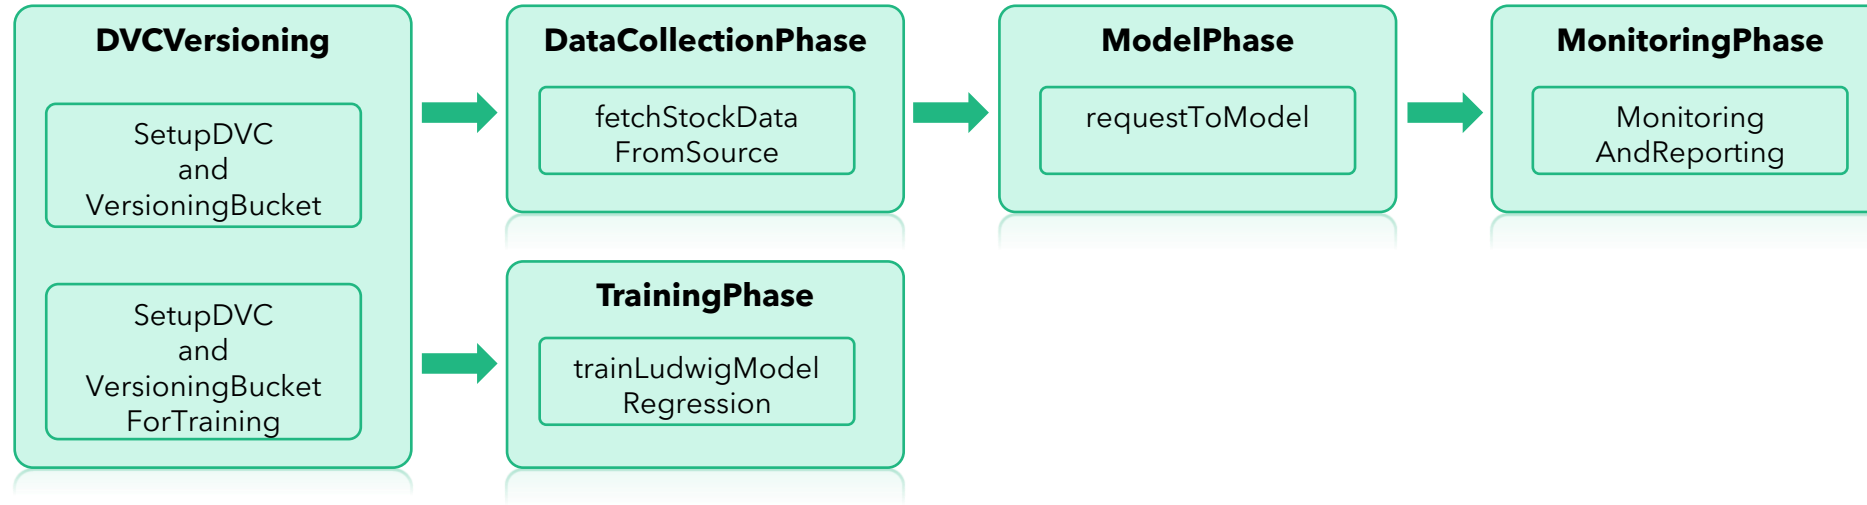 DVCVersioning
SetupDVC
and
VersioningBucket
SetupDVC
and
VersioningBucket
ForTraining
DataCollectionPhase
fetchStockData
FromSource
TrainingPhase
trainLudwigModel
Regression
ModelPhase
requestToModel
MonitoringPhase
Monitoring
AndReporting